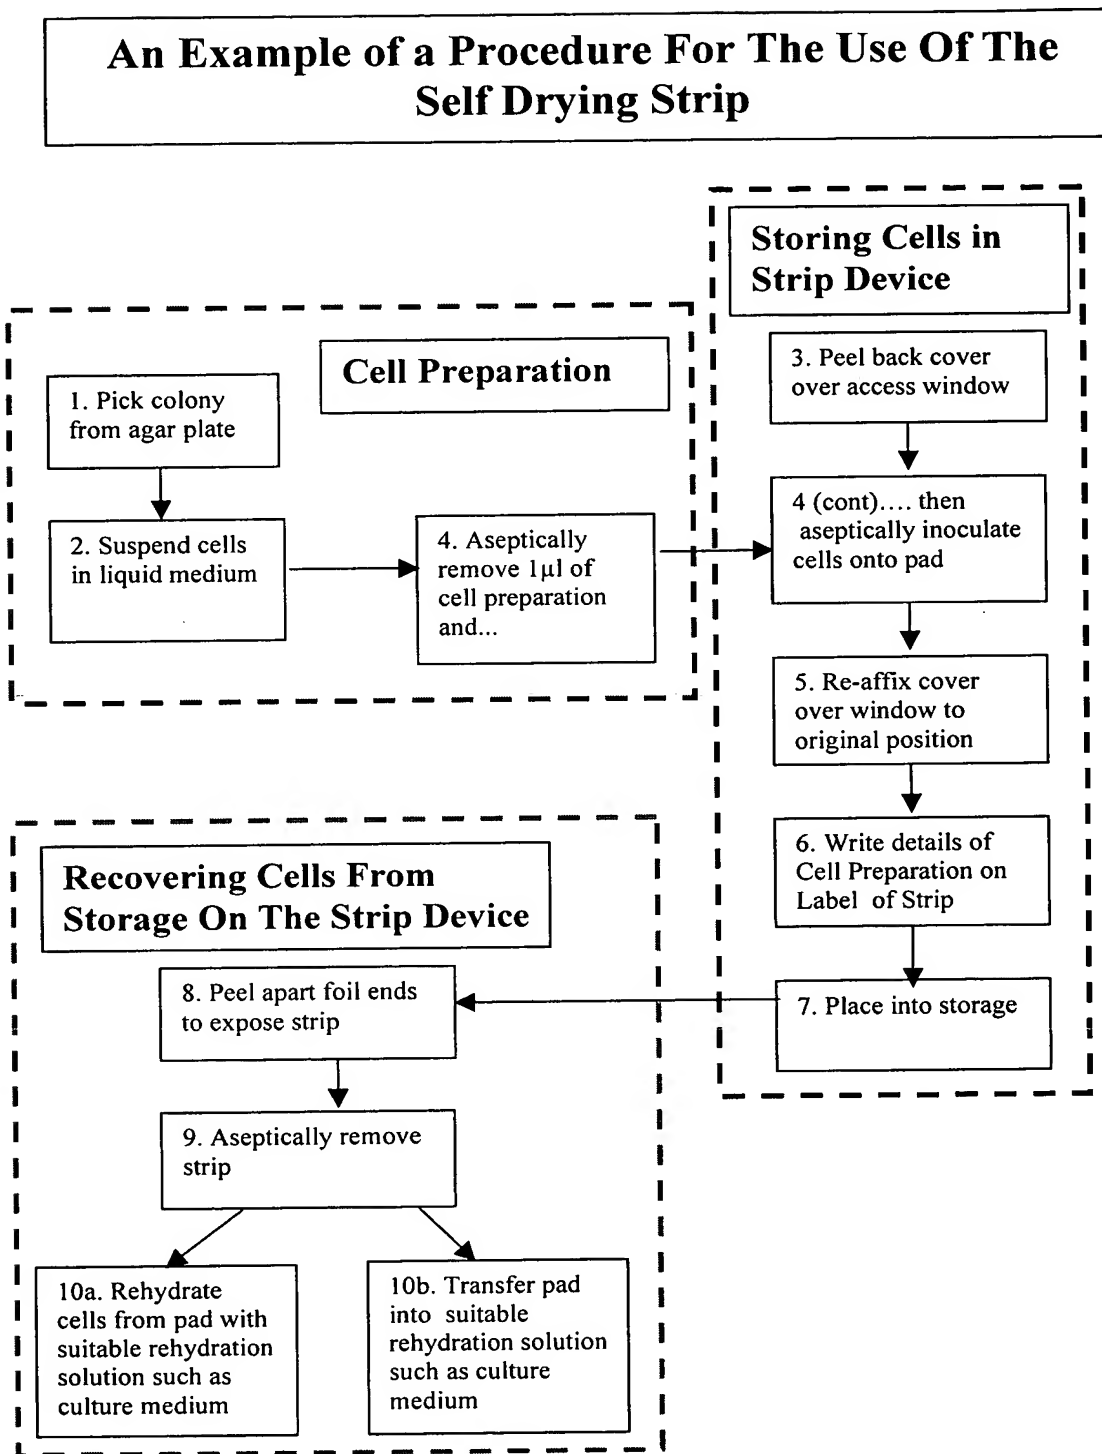 An Example of a Procedure For The Use Of The
Self Drying Strip
Cell Preparation
1. Pick colony
from agar plate
2. Suspend cells
in liquid medium
4. Aseptically
remove 1µl of
cell preparation
and...
Storing Cells in
Strip Device
3. Peel back cover
over access window
4 (cont).... then
aseptically inoculate
cells onto pad
5. Re-affix cover
over window to
original position
6. Write details of
Cell Preparation on
Label of Strip
7. Place into storage
Recovering Cells From
Storage On The Strip Device
8. Peel apart foil ends
to expose strip
9. Aseptically remove
strip
10a. Rehydrate
cells from pad with
suitable rehydration
solution such as
culture medium
10b. Transfer pad
into suitable
rehydration solution
such as culture
medium